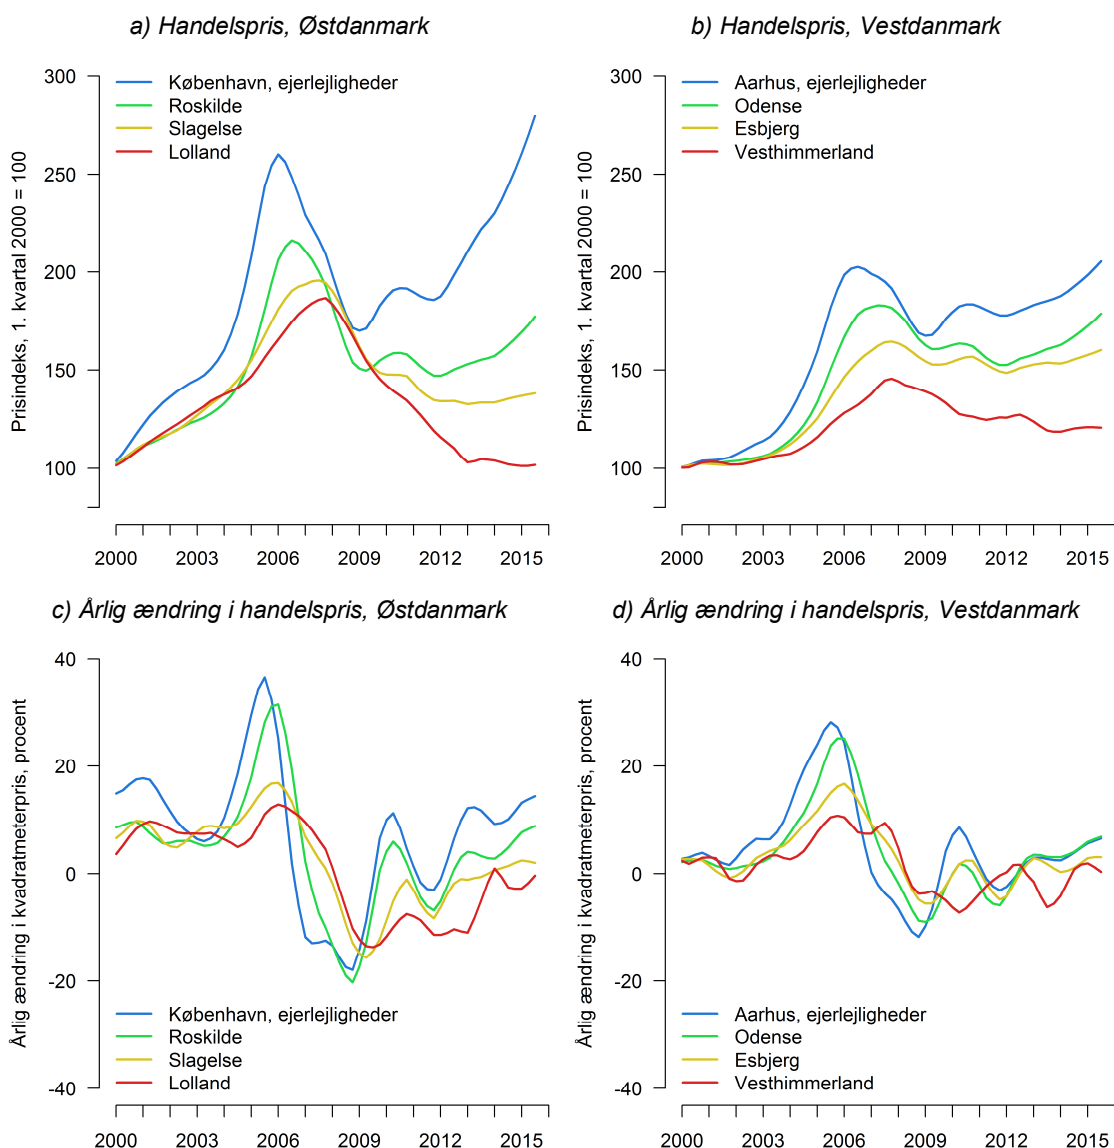 a) Handelspris, Østdanmark
Prisindeks, 1. kvartal 2000 = 100
300
250
200
150
100
København, ejerlejligheder
Roskilde
Slagelse
Lolland
2000 2003 2006 2009 2012 2015
b) Handelspris, Vestdanmark
Prisindeks, 1. kvartal 2000 = 100
300
250
200
150
100
Aarhus, ejerlejligheder
Odense
Esbjerg
Vesthimmerland
2000 2003 2006 2009 2012 2015
c) Årlig ændring i handelspris, Østdanmark
Årlig ændring i kvadratmeterpris, procent
40
20
0
-20
-40
København, ejerlejligheder
Roskilde
Slagelse
Lolland
2000 2003 2006 2009 2012 2015
d) Årlig ændring i handelspris, Vestdanmark
Årlig ændring i kvadratmeterpris, procent
40
20
0
-20
-40
Aarhus, ejerlejligheder
Odense
Esbjerg
Vesthimmerland
2000 2003 2006 2009 2012 2015